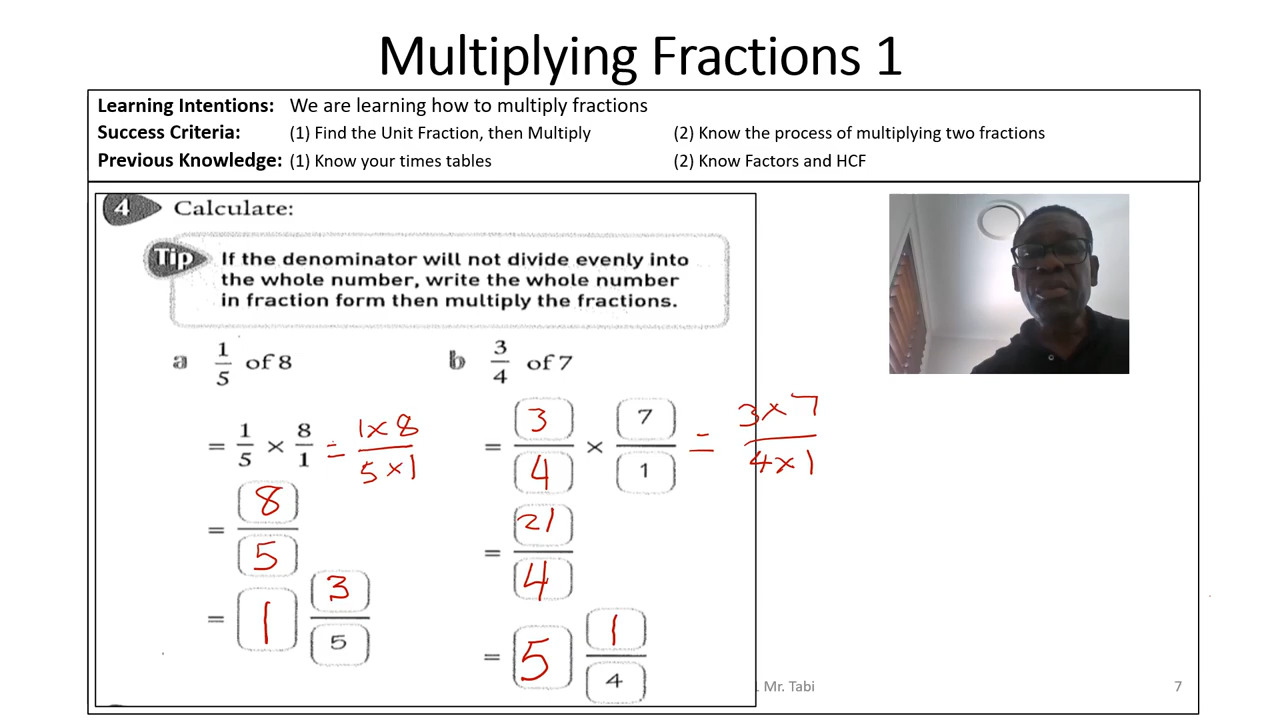 Multiplying Fractions 1
Learning Intentions: We are learning how to multiply fractions
Success Criteria: (1) Find the Unit Fraction, then Multiply (2) Know the process of multiplying two fractions
Previous Knowledge: (1) Know your times tables (2) Know Factors and HCF
4 Calculate:
Tip If the denominator will not divide evenly into
the whole number, write the whole number
in fraction form then multiply the fractions.
a 1/5 of 8
= 1/5 × 8/1 = 1×8/5×1
= 8/5
= 1 3/5
b 3/4 of 7
= 3/4 × 7/1 = 3×7/4×1
= 21/4
= 5 1/4
Mr. Tabi
7